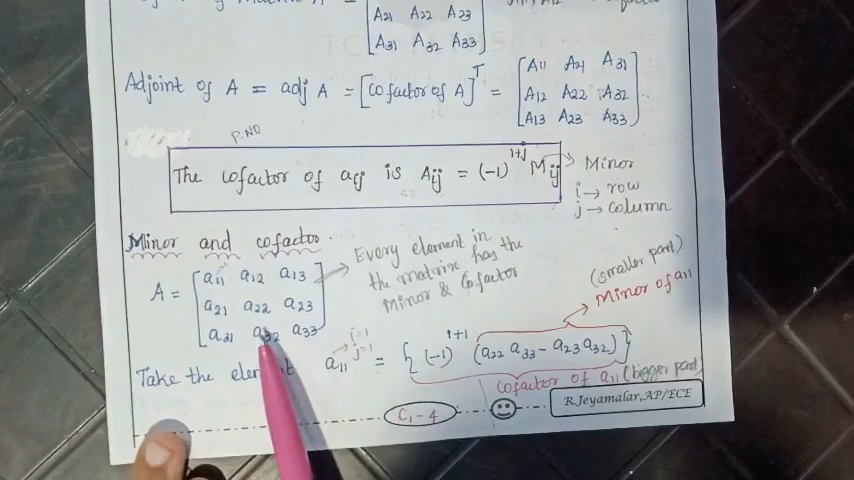 A21 A22 A23
A31 A32 A33
Adjoint of A = adj A = [cofactor of A]^T =
A11 A21 A31
A12 A22 A32
A13 A23 A33
P.NO
The cofactor of aij is Aij = (-1)^i+j Mij → Minor
i → row
j → column
Minor and cofactor.
A =
a11 a12 a13
a21 a22 a23
a31 a32 a33
→ Every element in
the matrix has the
Minor & Cofactor
(smaller part)
Minor of a11
i=1
j=1
Take the element a11 = {(-1)^1+1 (a22 a33 - a23 a32)}
cofactor of a11 (bigger part)
C1-4
R.Jeyamalar,AP/ECE